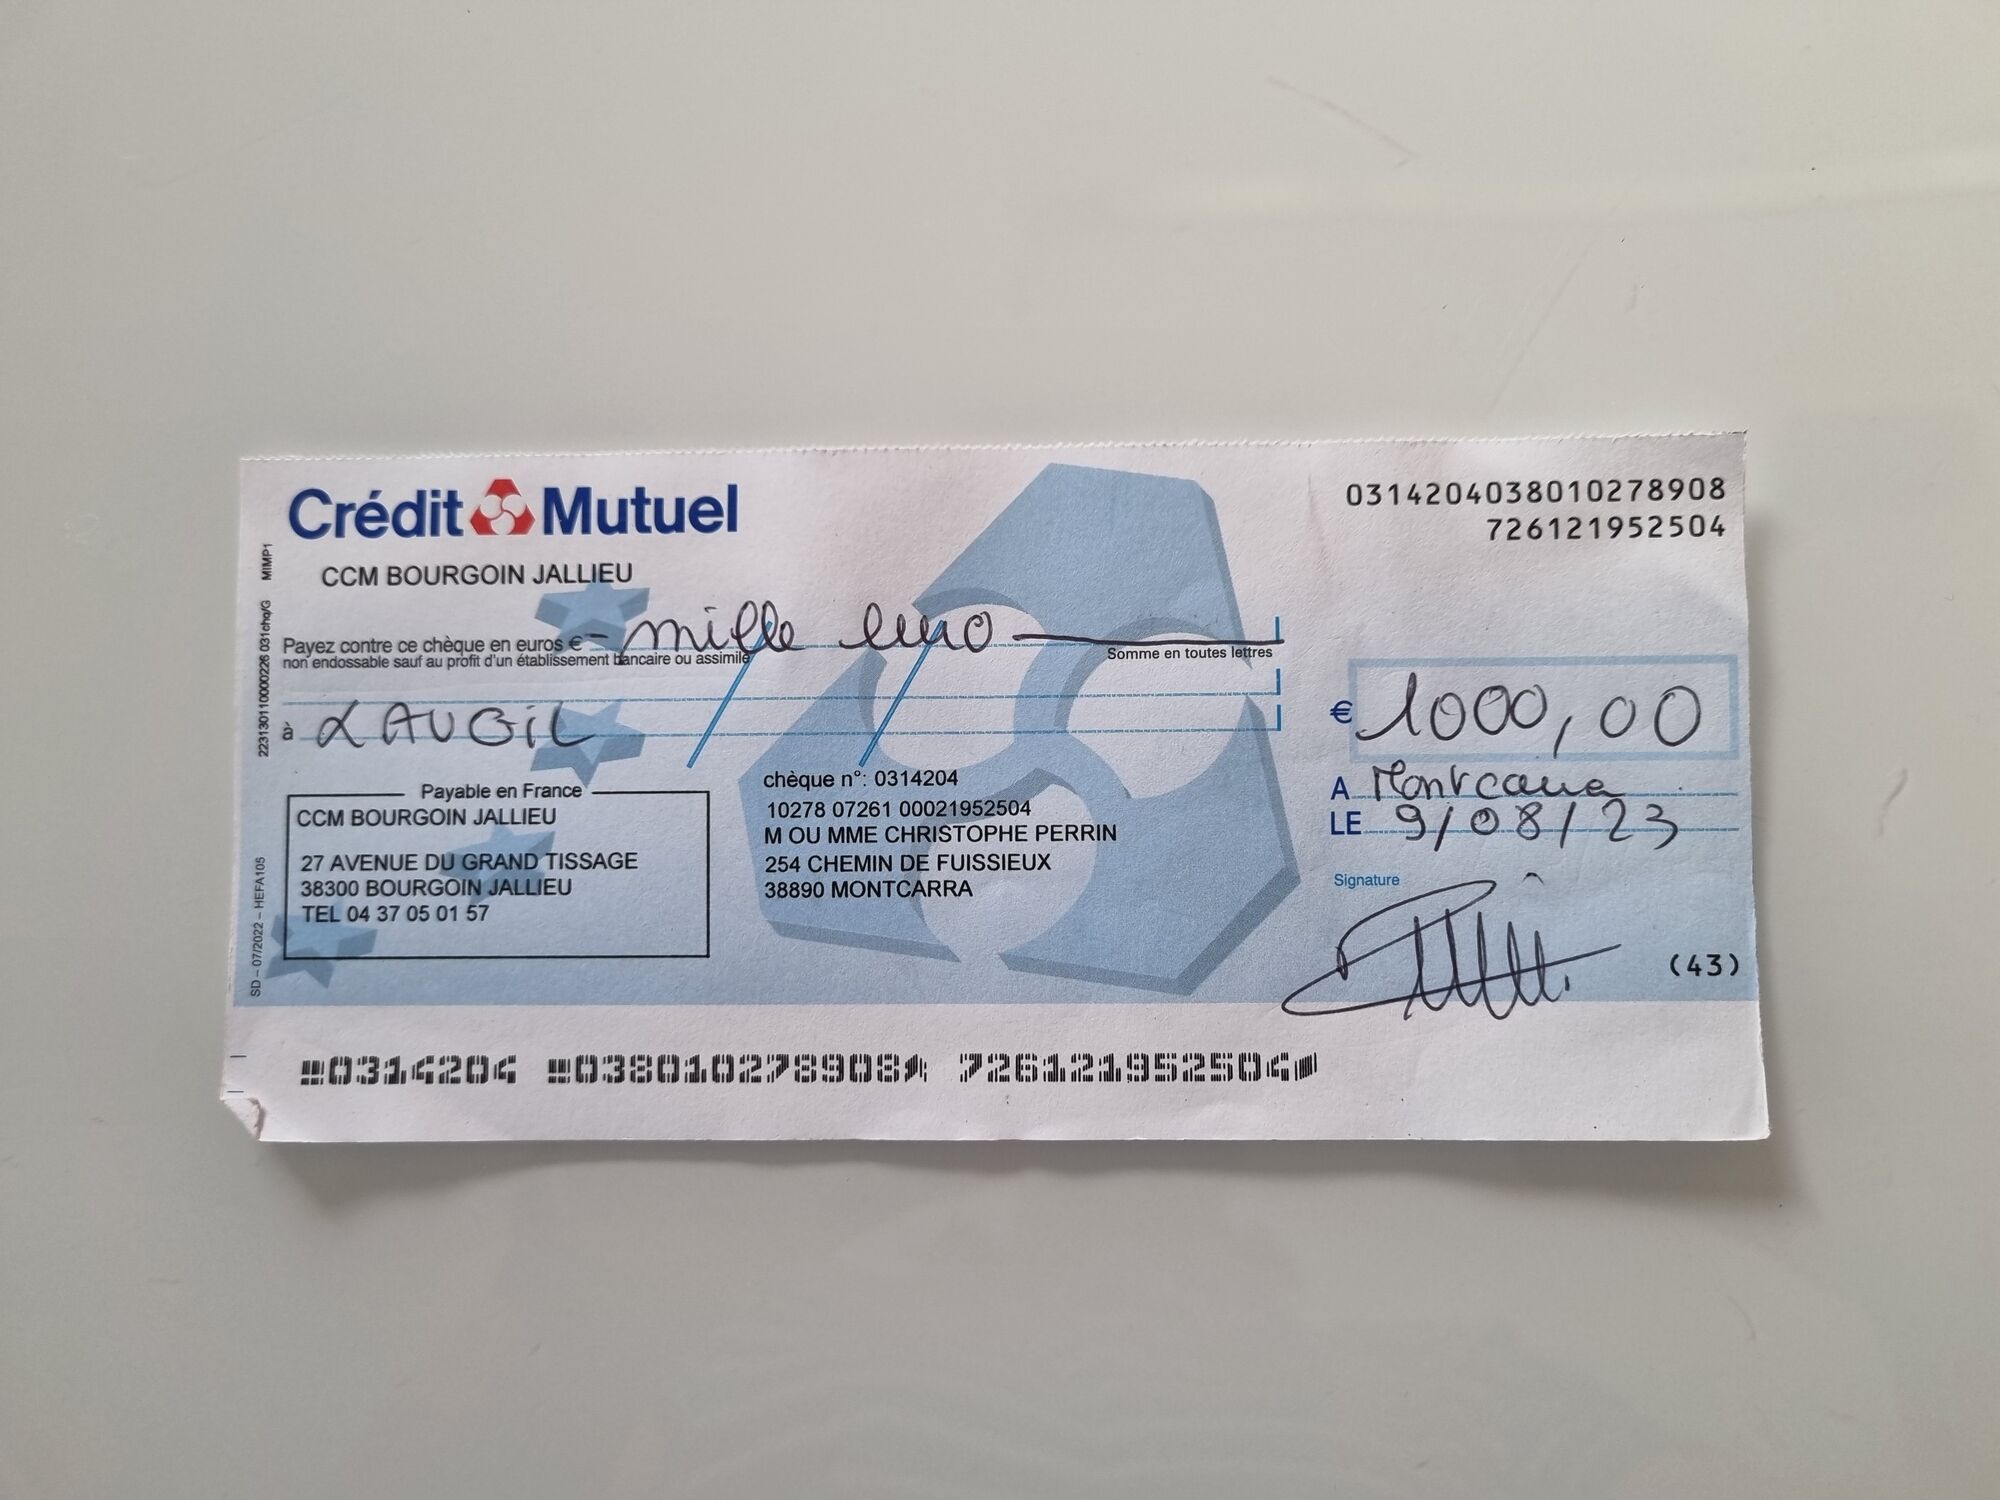 Crédit Mutuel
0314204038010278908
726121952504
CCM BOURGOIN JALLIEU
Payez contre ce chèque en euros € - mille euro
non endossable sauf au profit d'un établissement bancaire ou assimilé
Somme en toutes lettres
à LAUGIL
€ 1000,00
A Montcarra
LE 9/08/23
Payable en France
CCM BOURGOIN JALLIEU
27 AVENUE DU GRAND TISSAGE
38300 BOURGOIN JALLIEU
TEL 04 37 05 01 57
chèque n°: 0314204
10278 07261 00021952504
M OU MME CHRISTOPHE PERRIN
254 CHEMIN DE FUISSIEUX
38890 MONTCARRA
Signature
(43)
0314204 038010278908 726121952504
SD – 07/2022 – HEFA105
223130110000226 031chq/G MIMP1